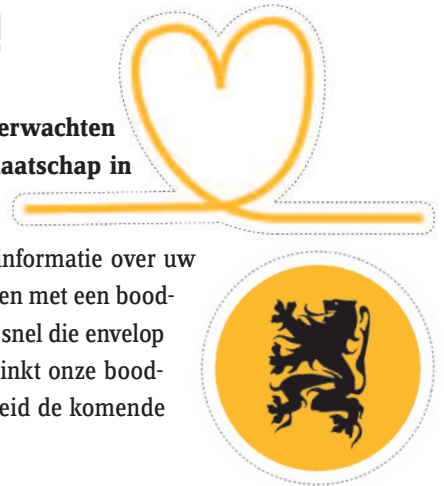 erwachten
aatschap in
informatie over uw
en met een bood-
snel die envelop
inkt onze bood-
eid de komende